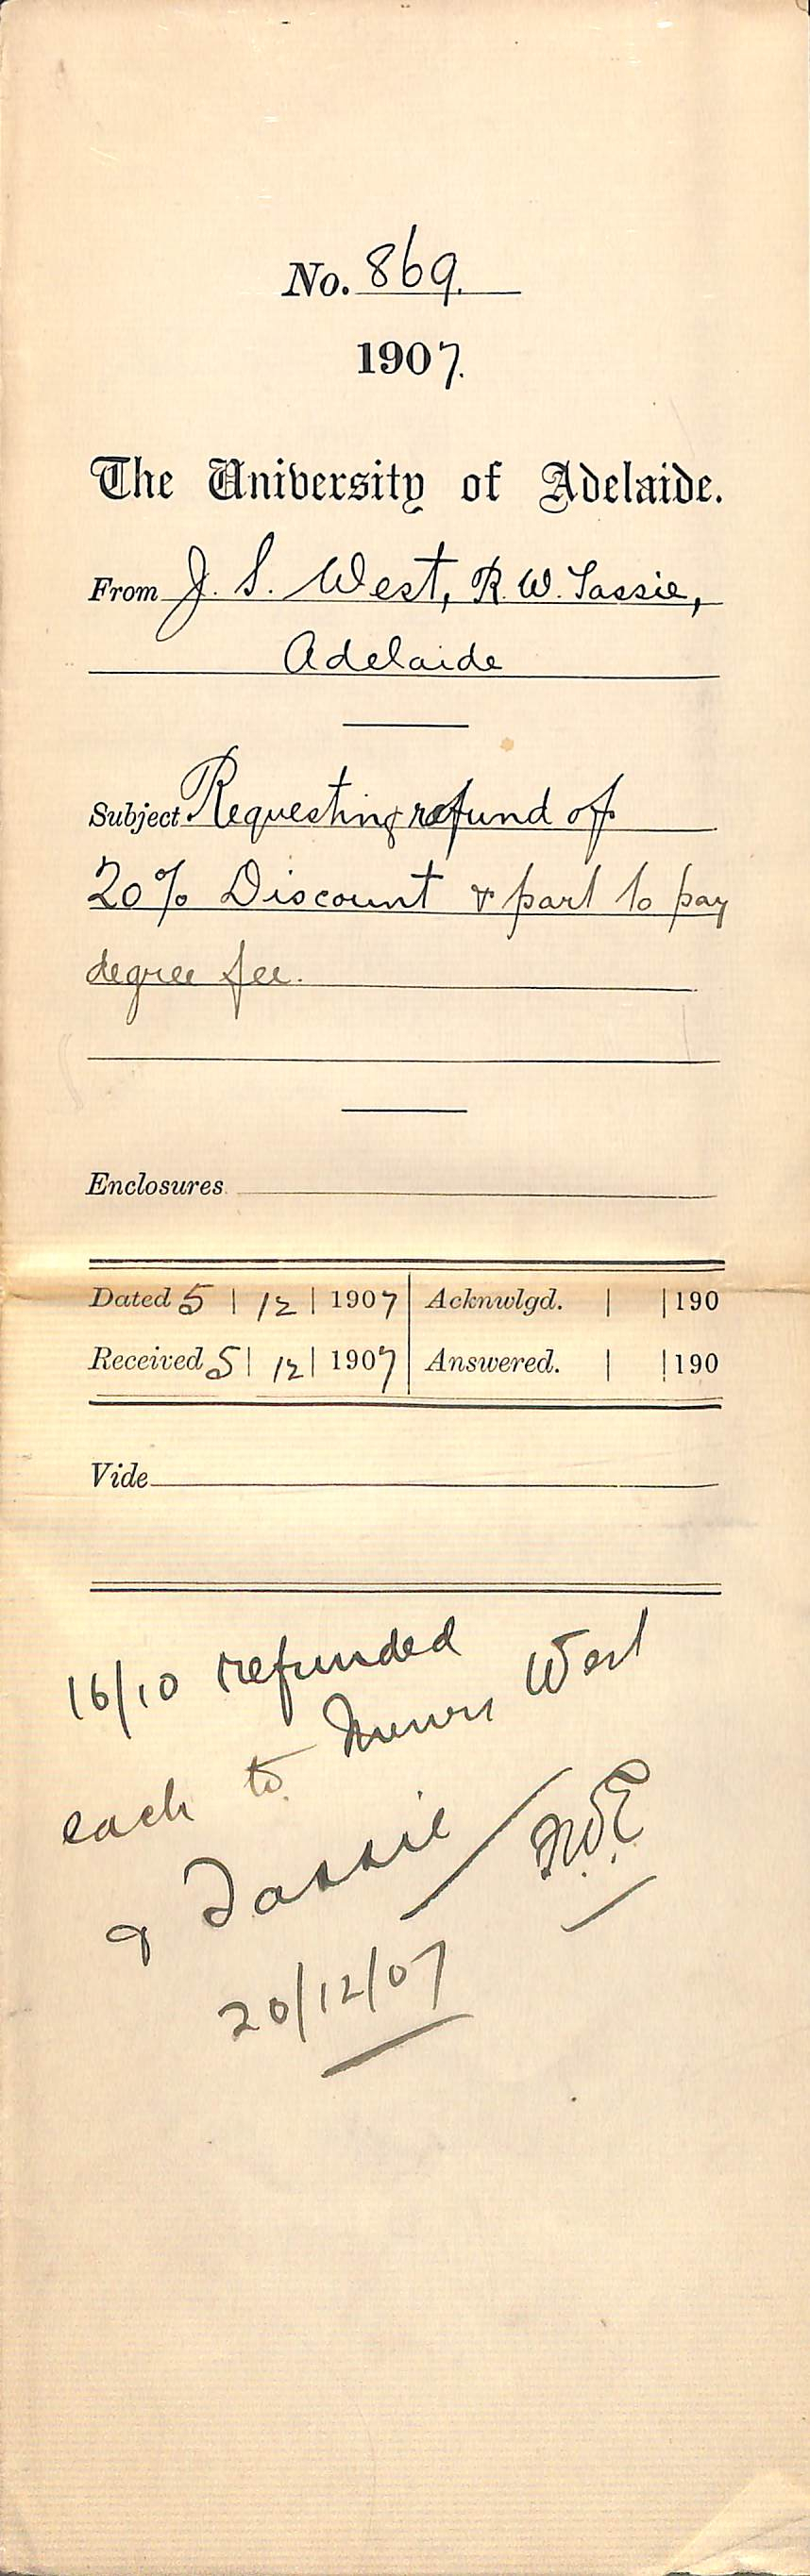 No. 869.
1907.
The University of Adelaide.
From J. S. West, R. W. Tassie,
Adelaide
Subject Requesting refund of
20% Discount & part to pay
degree fee.
Enclosures
Dated 5 | 12 | 1907 Acknwlgd. | | 190
Received 5 | 12 | 1907 Answered. | | 190
Vide
16/10 refunded
each to Messrs West
& Tassie
20/12/07